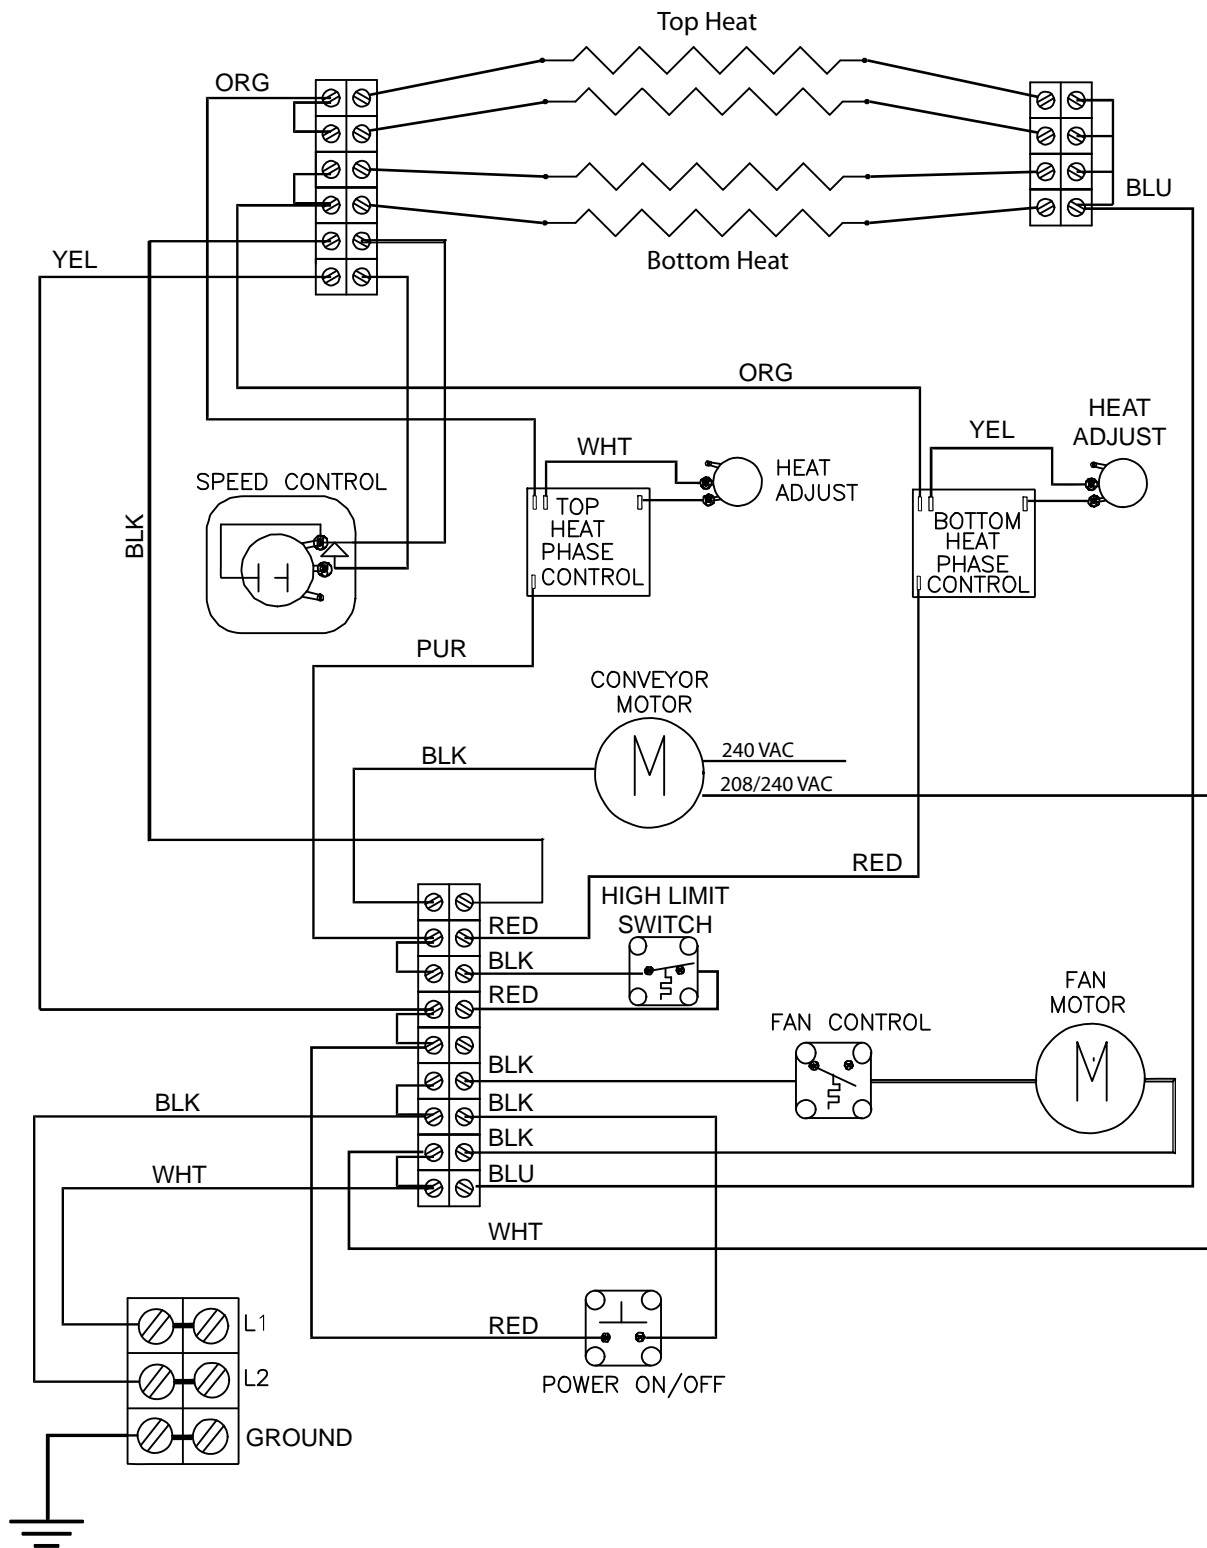 Top Heat
ORG
BLU
YEL
Bottom Heat
ORG
HEAT
ADJUST
YEL
WHT
HEAT
ADJUST
SPEED CONTROL
BLK
TOP
HEAT
PHASE
CONTROL
BOTTOM
HEAT
PHASE
CONTROL
PUR
CONVEYOR
MOTOR
M
240 VAC
208/240 VAC
BLK
RED
HIGH LIMIT
SWITCH
RED
BLK
RED
FAN
MOTOR
M
FAN CONTROL
BLK
BLK
BLK
BLK
WHT
BLU
WHT
L1
RED
L2
POWER ON/OFF
GROUND